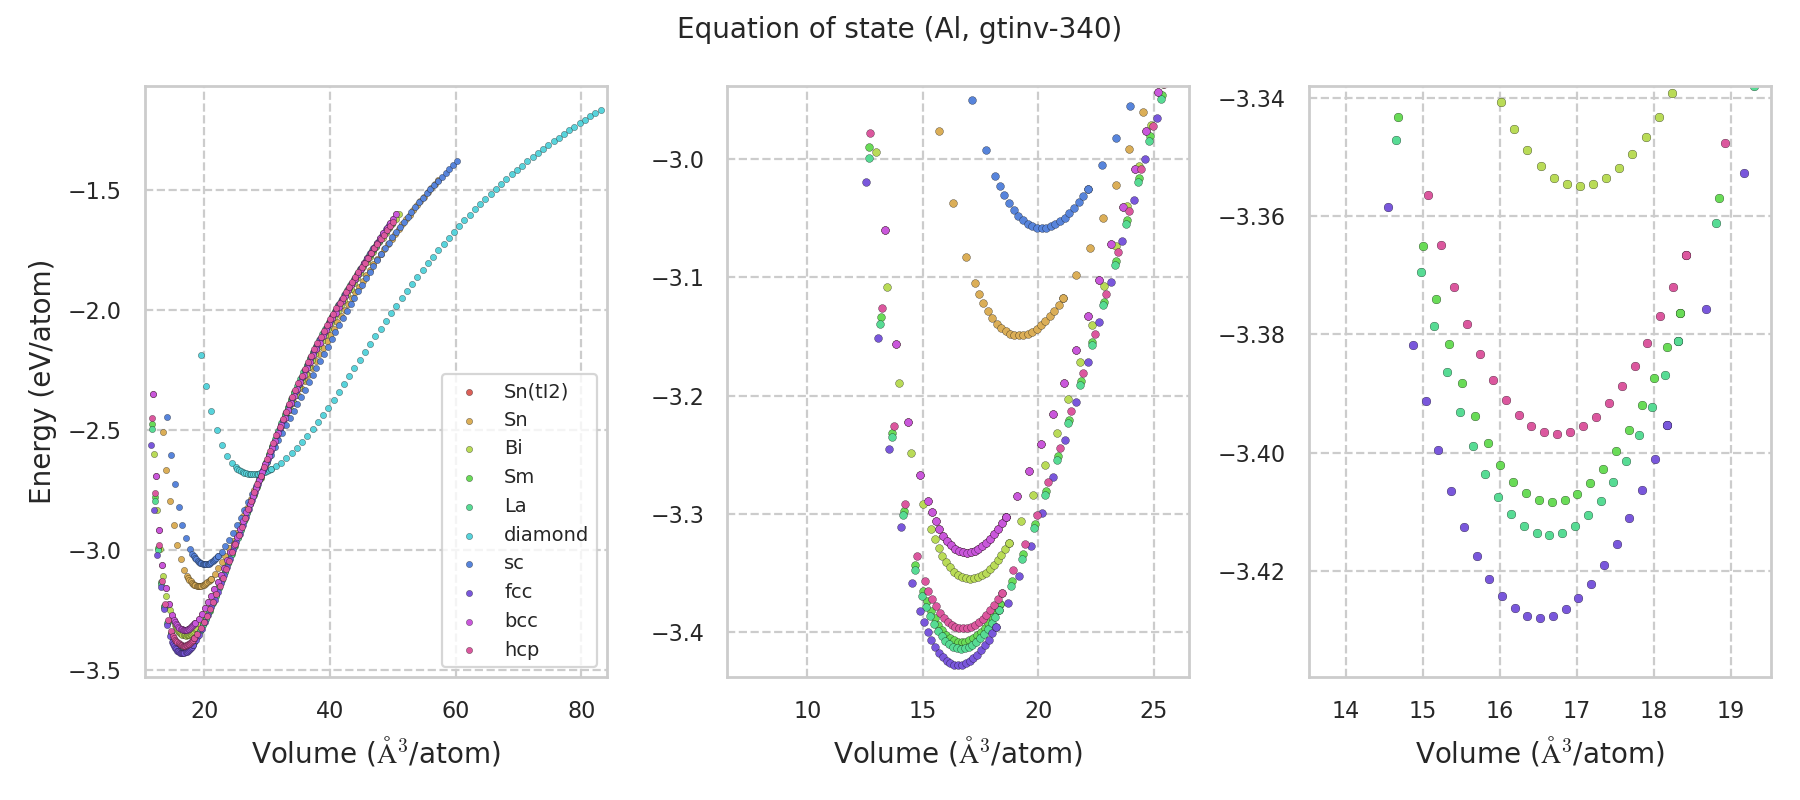 Equation of state (Al, gtinv-340)
Energy (eV/atom)
−1.5
−2.0
−2.5
−3.0
−3.5
20 40 60 80
Volume (Å³/atom)
Sn(tI2)
Sn
Bi
Sm
La
diamond
sc
fcc
bcc
hcp
−3.0
−3.1
−3.2
−3.3
−3.4
10 15 20 25
Volume (Å³/atom)
−3.34
−3.36
−3.38
−3.40
−3.42
14 15 16 17 18 19
Volume (Å³/atom)